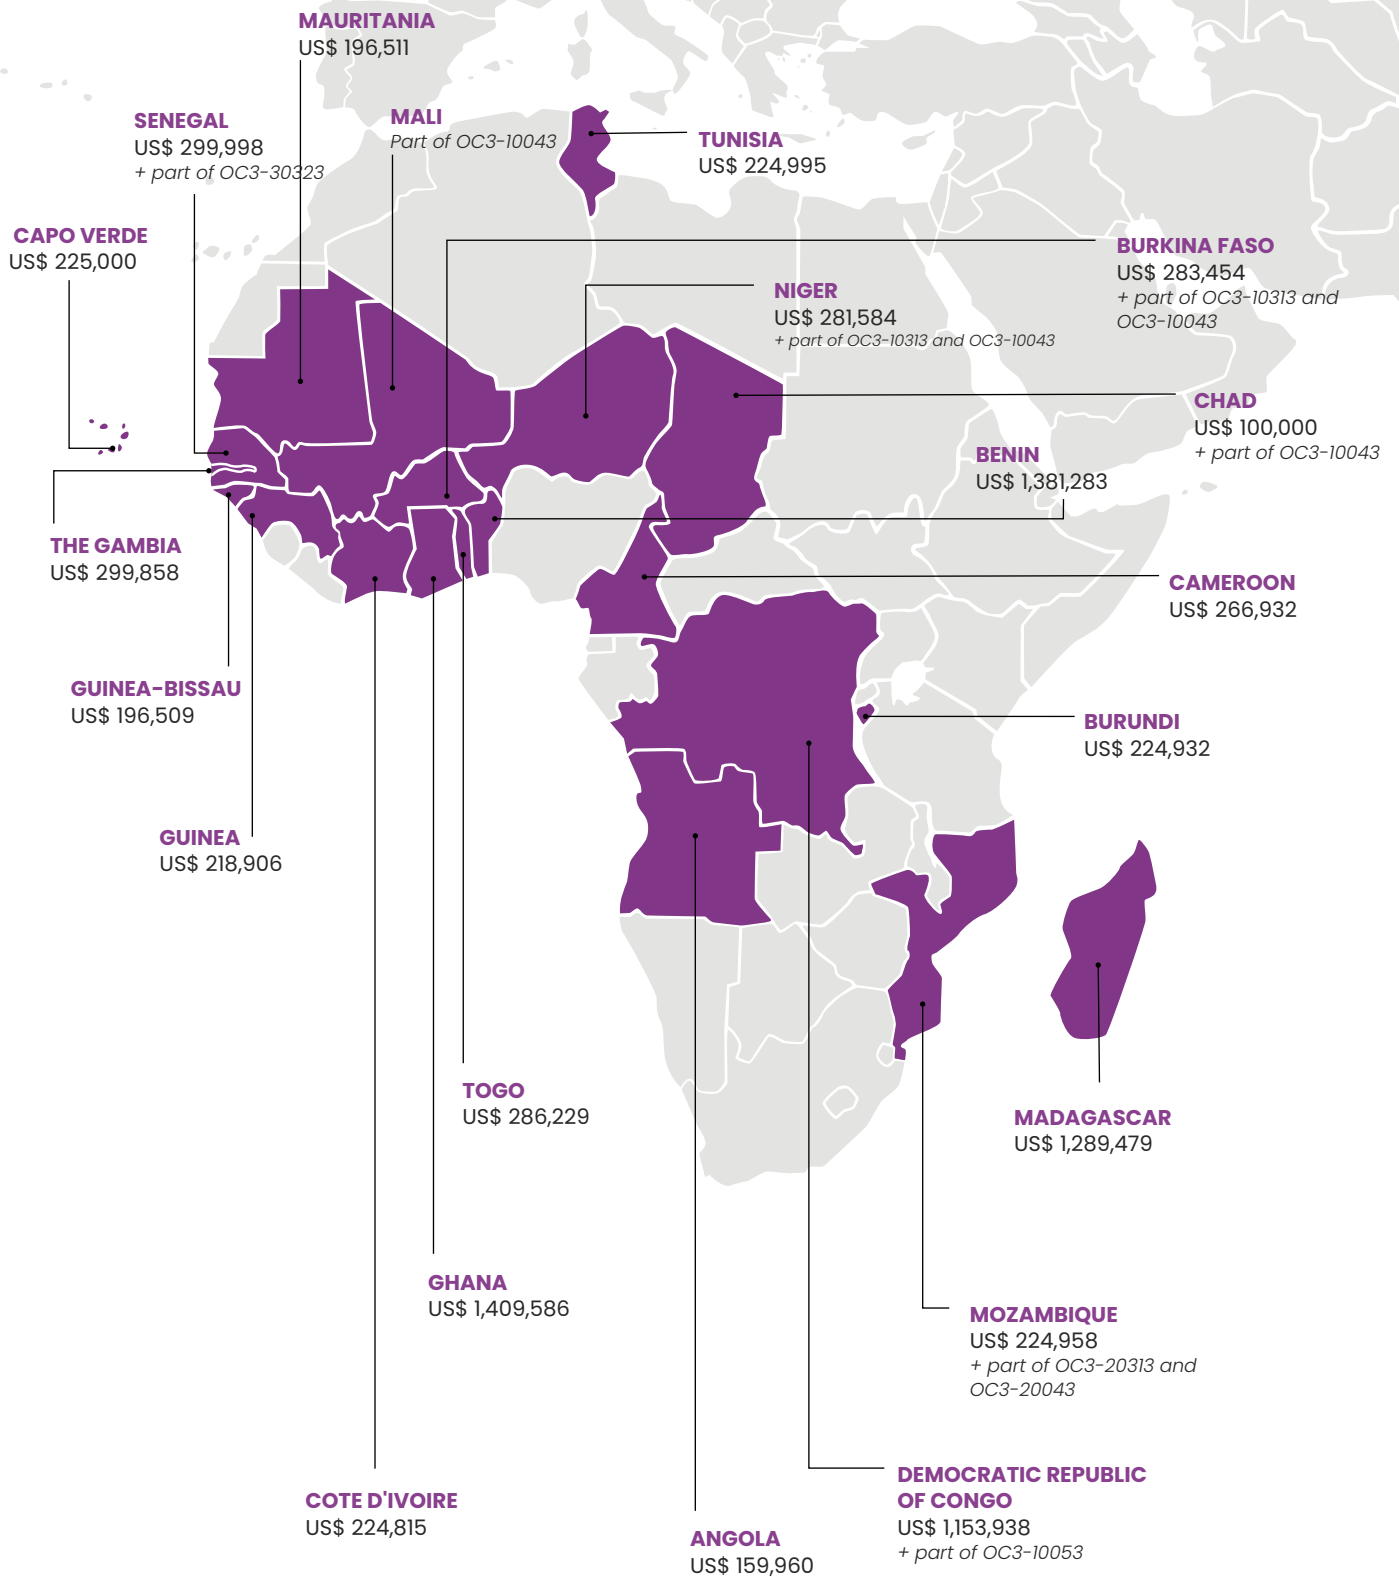 MAURITANIA
US$ 196,511
SENEGAL
US$ 299,998
+ part of OC3-30323
MALI
Part of OC3-10043
TUNISIA
US$ 224,995
CAPO VERDE
US$ 225,000
BURKINA FASO
US$ 283,454
+ part of OC3-10313 and
OC3-10043
NIGER
US$ 281,584
+ part of OC3-10313 and OC3-10043
CHAD
US$ 100,000
+ part of OC3-10043
BENIN
US$ 1,381,283
THE GAMBIA
US$ 299,858
CAMEROON
US$ 266,932
GUINEA-BISSAU
US$ 196,509
BURUNDI
US$ 224,932
GUINEA
US$ 218,906
TOGO
US$ 286,229
MADAGASCAR
US$ 1,289,479
GHANA
US$ 1,409,586
MOZAMBIQUE
US$ 224,958
+ part of OC3-20313 and
OC3-20043
COTE D'IVOIRE
US$ 224,815
ANGOLA
US$ 159,960
DEMOCRATIC REPUBLIC
OF CONGO
US$ 1,153,938
+ part of OC3-10053